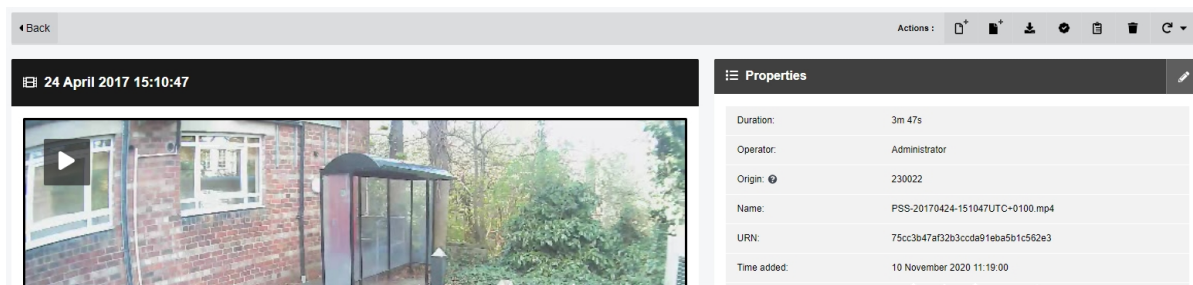 Back
Actions :
24 April 2017 15:10:47
Properties
Duration: 3m 47s
Operator: Administrator
Origin: 230022
Name: PSS-20170424-151047UTC+0100.mp4
URN: 75cc3b47af32b3ccda91eba5b1c562e3
Time added: 10 November 2020 11:19:00